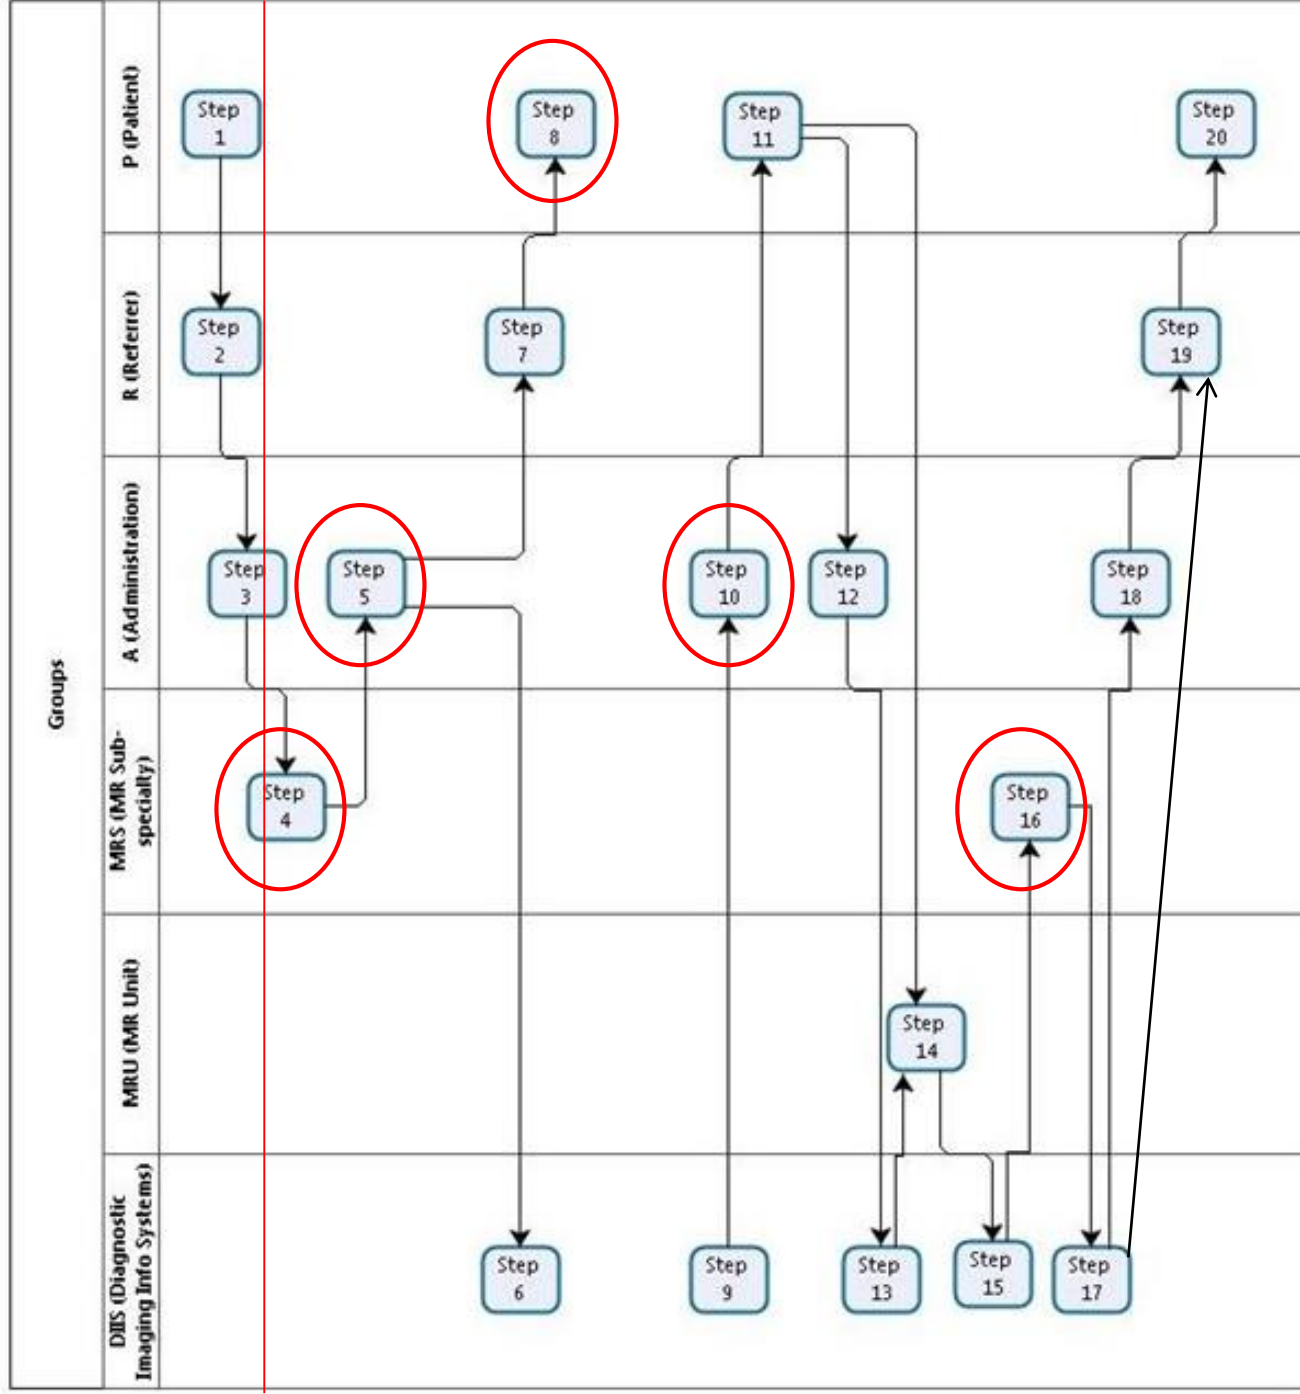 Groups
P (Patient)
Step
1
Step
8
Step
11
Step
20
R (Referrer)
Step
2
Step
7
Step
19
A (Administration)
Step
3
Step
5
Step
10
Step
12
Step
18
MRS (MR Sub-
specialty)
Step
4
Step
16
MRU (MR Unit)
Step
14
DIIS (Diagnostic
Imaging Info Systems)
Step
6
Step
9
Step
13
Step
15
Step
17